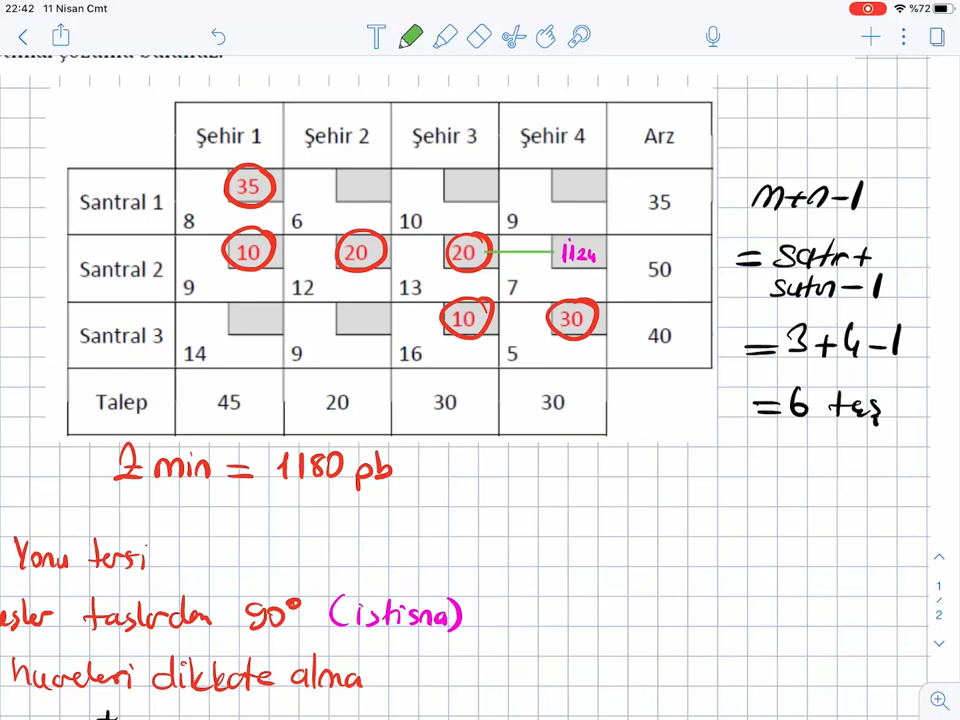 22:42 11 Nisan Cmt %72
Şehir 1 Şehir 2 Şehir 3 Şehir 4 Arz
Santral 1 35 35
8 6 10 9
Santral 2 10 20 20 50
9 12 13 7
Santral 3 10 30 40
14 9 16 5
Talep 45 20 30 30
m+n-1
= satır+
sutun-1
= 3+4-1
= 6 taş
Z min = 1180 pb
Yonu tersi
taslardan 90° (istisna)
hucreleri dikkate alma
1
/
2